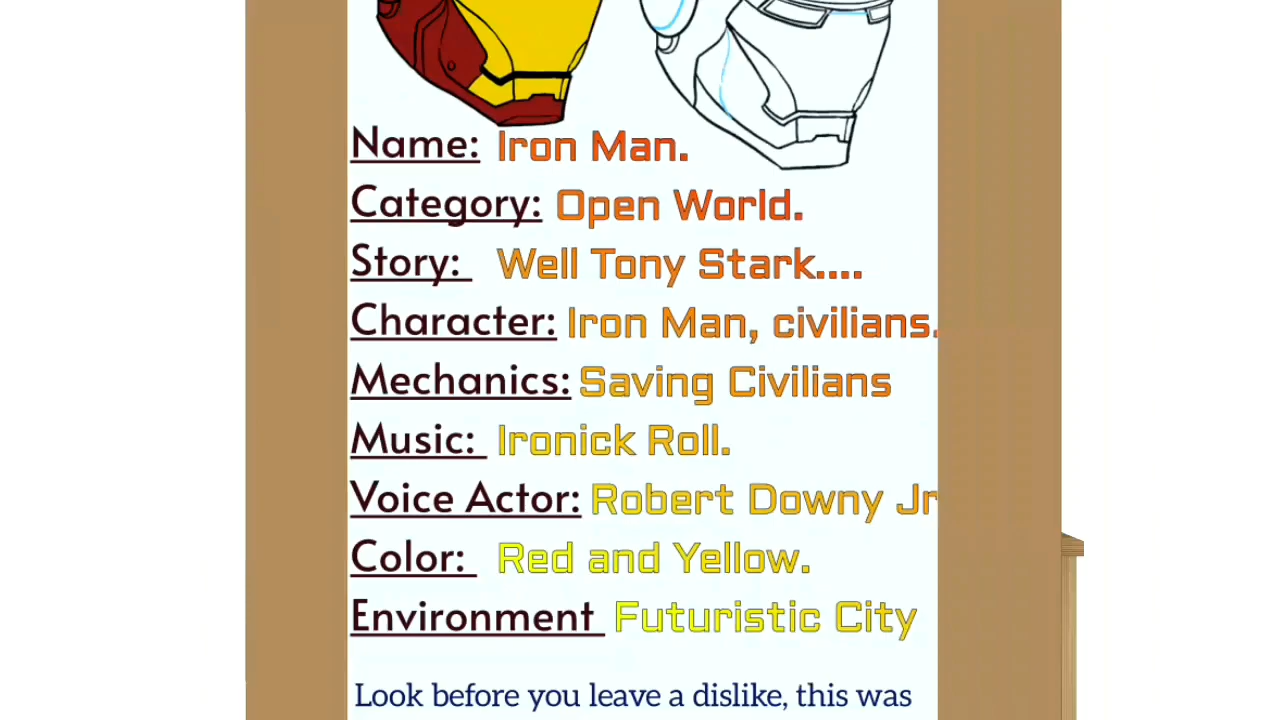 Name: Iron Man.
Category: Open World.
Story: Well Tony Stark....
Character: Iron Man, civilians.
Mechanics: Saving Civilians
Music: Ironick Roll.
Voice Actor: Robert Downy Jr
Color: Red and Yellow.
Environment Futuristic City
Look before you leave a dislike, this was